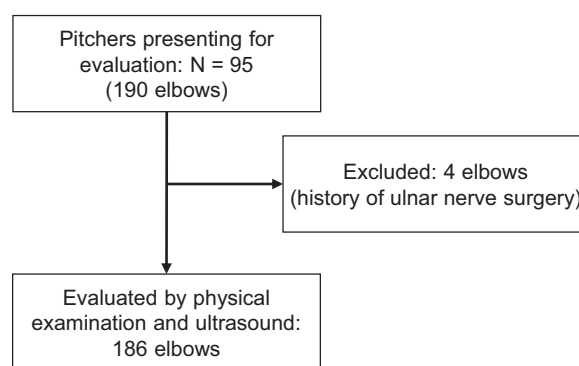 Pitchers presenting for
evaluation: N = 95
(190 elbows)
Excluded: 4 elbows
(history of ulnar nerve surgery)
Evaluated by physical
examination and ultrasound:
186 elbows